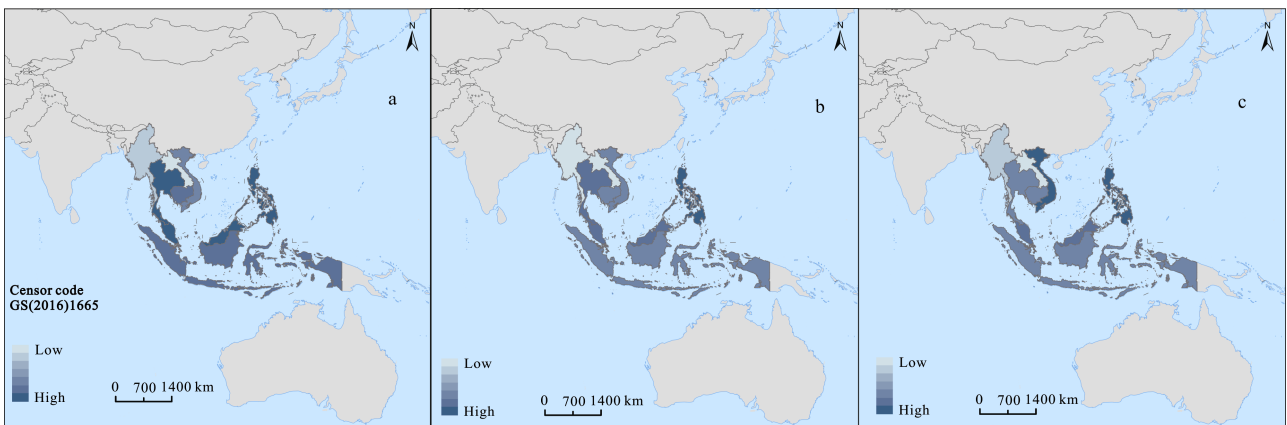 N
a
Censor code
GS(2016)1665
Low
High
0 700 1400 km
N
b
Low
High
0 700 1400 km
N
c
Low
High
0 700 1400 km